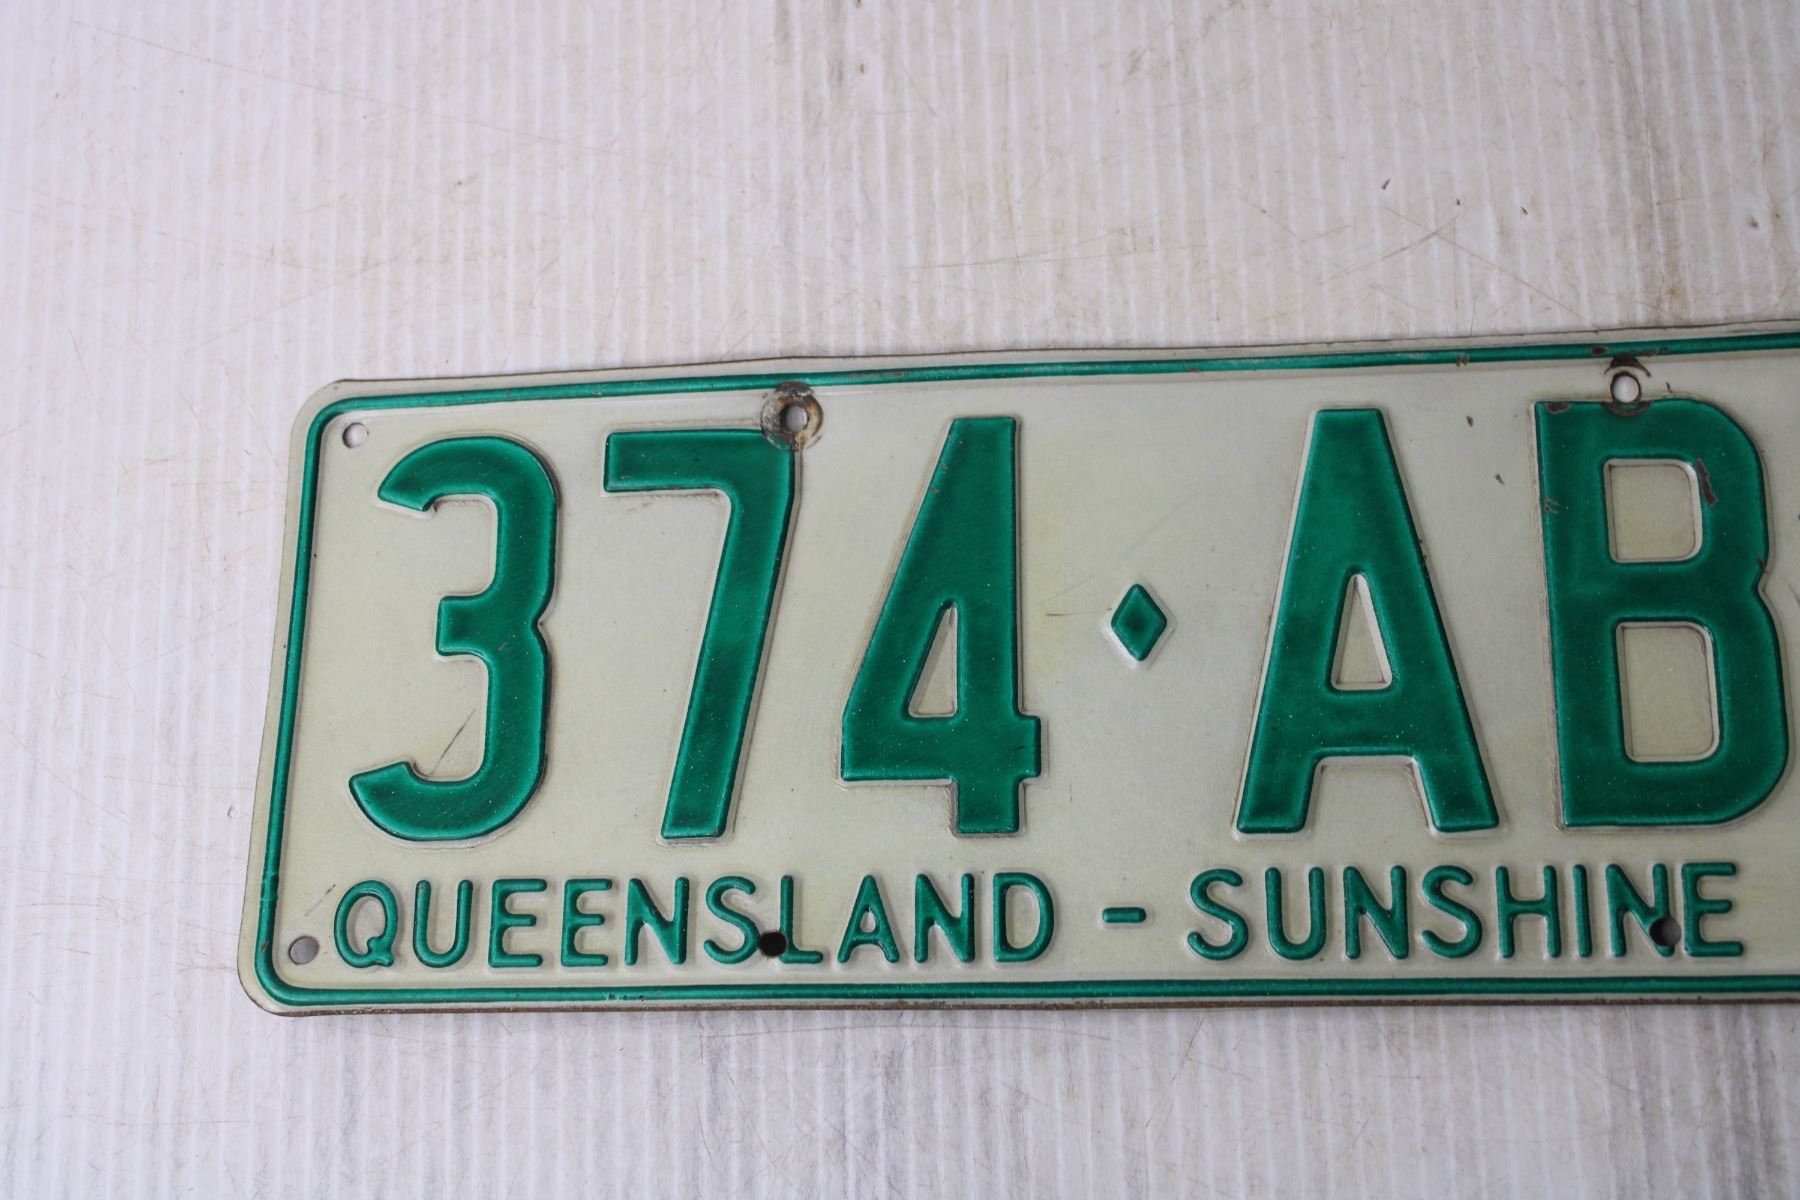 374♦AB
QUEENSLAND - SUNSHINE